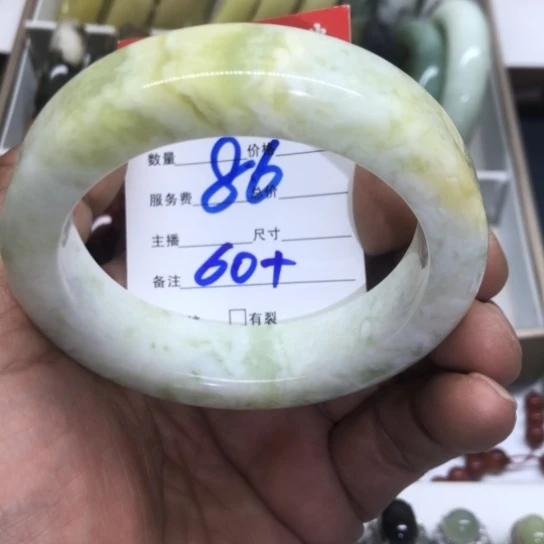 数量 价格
86
服务费 总价
主播 尺寸
备注 60+
□有裂